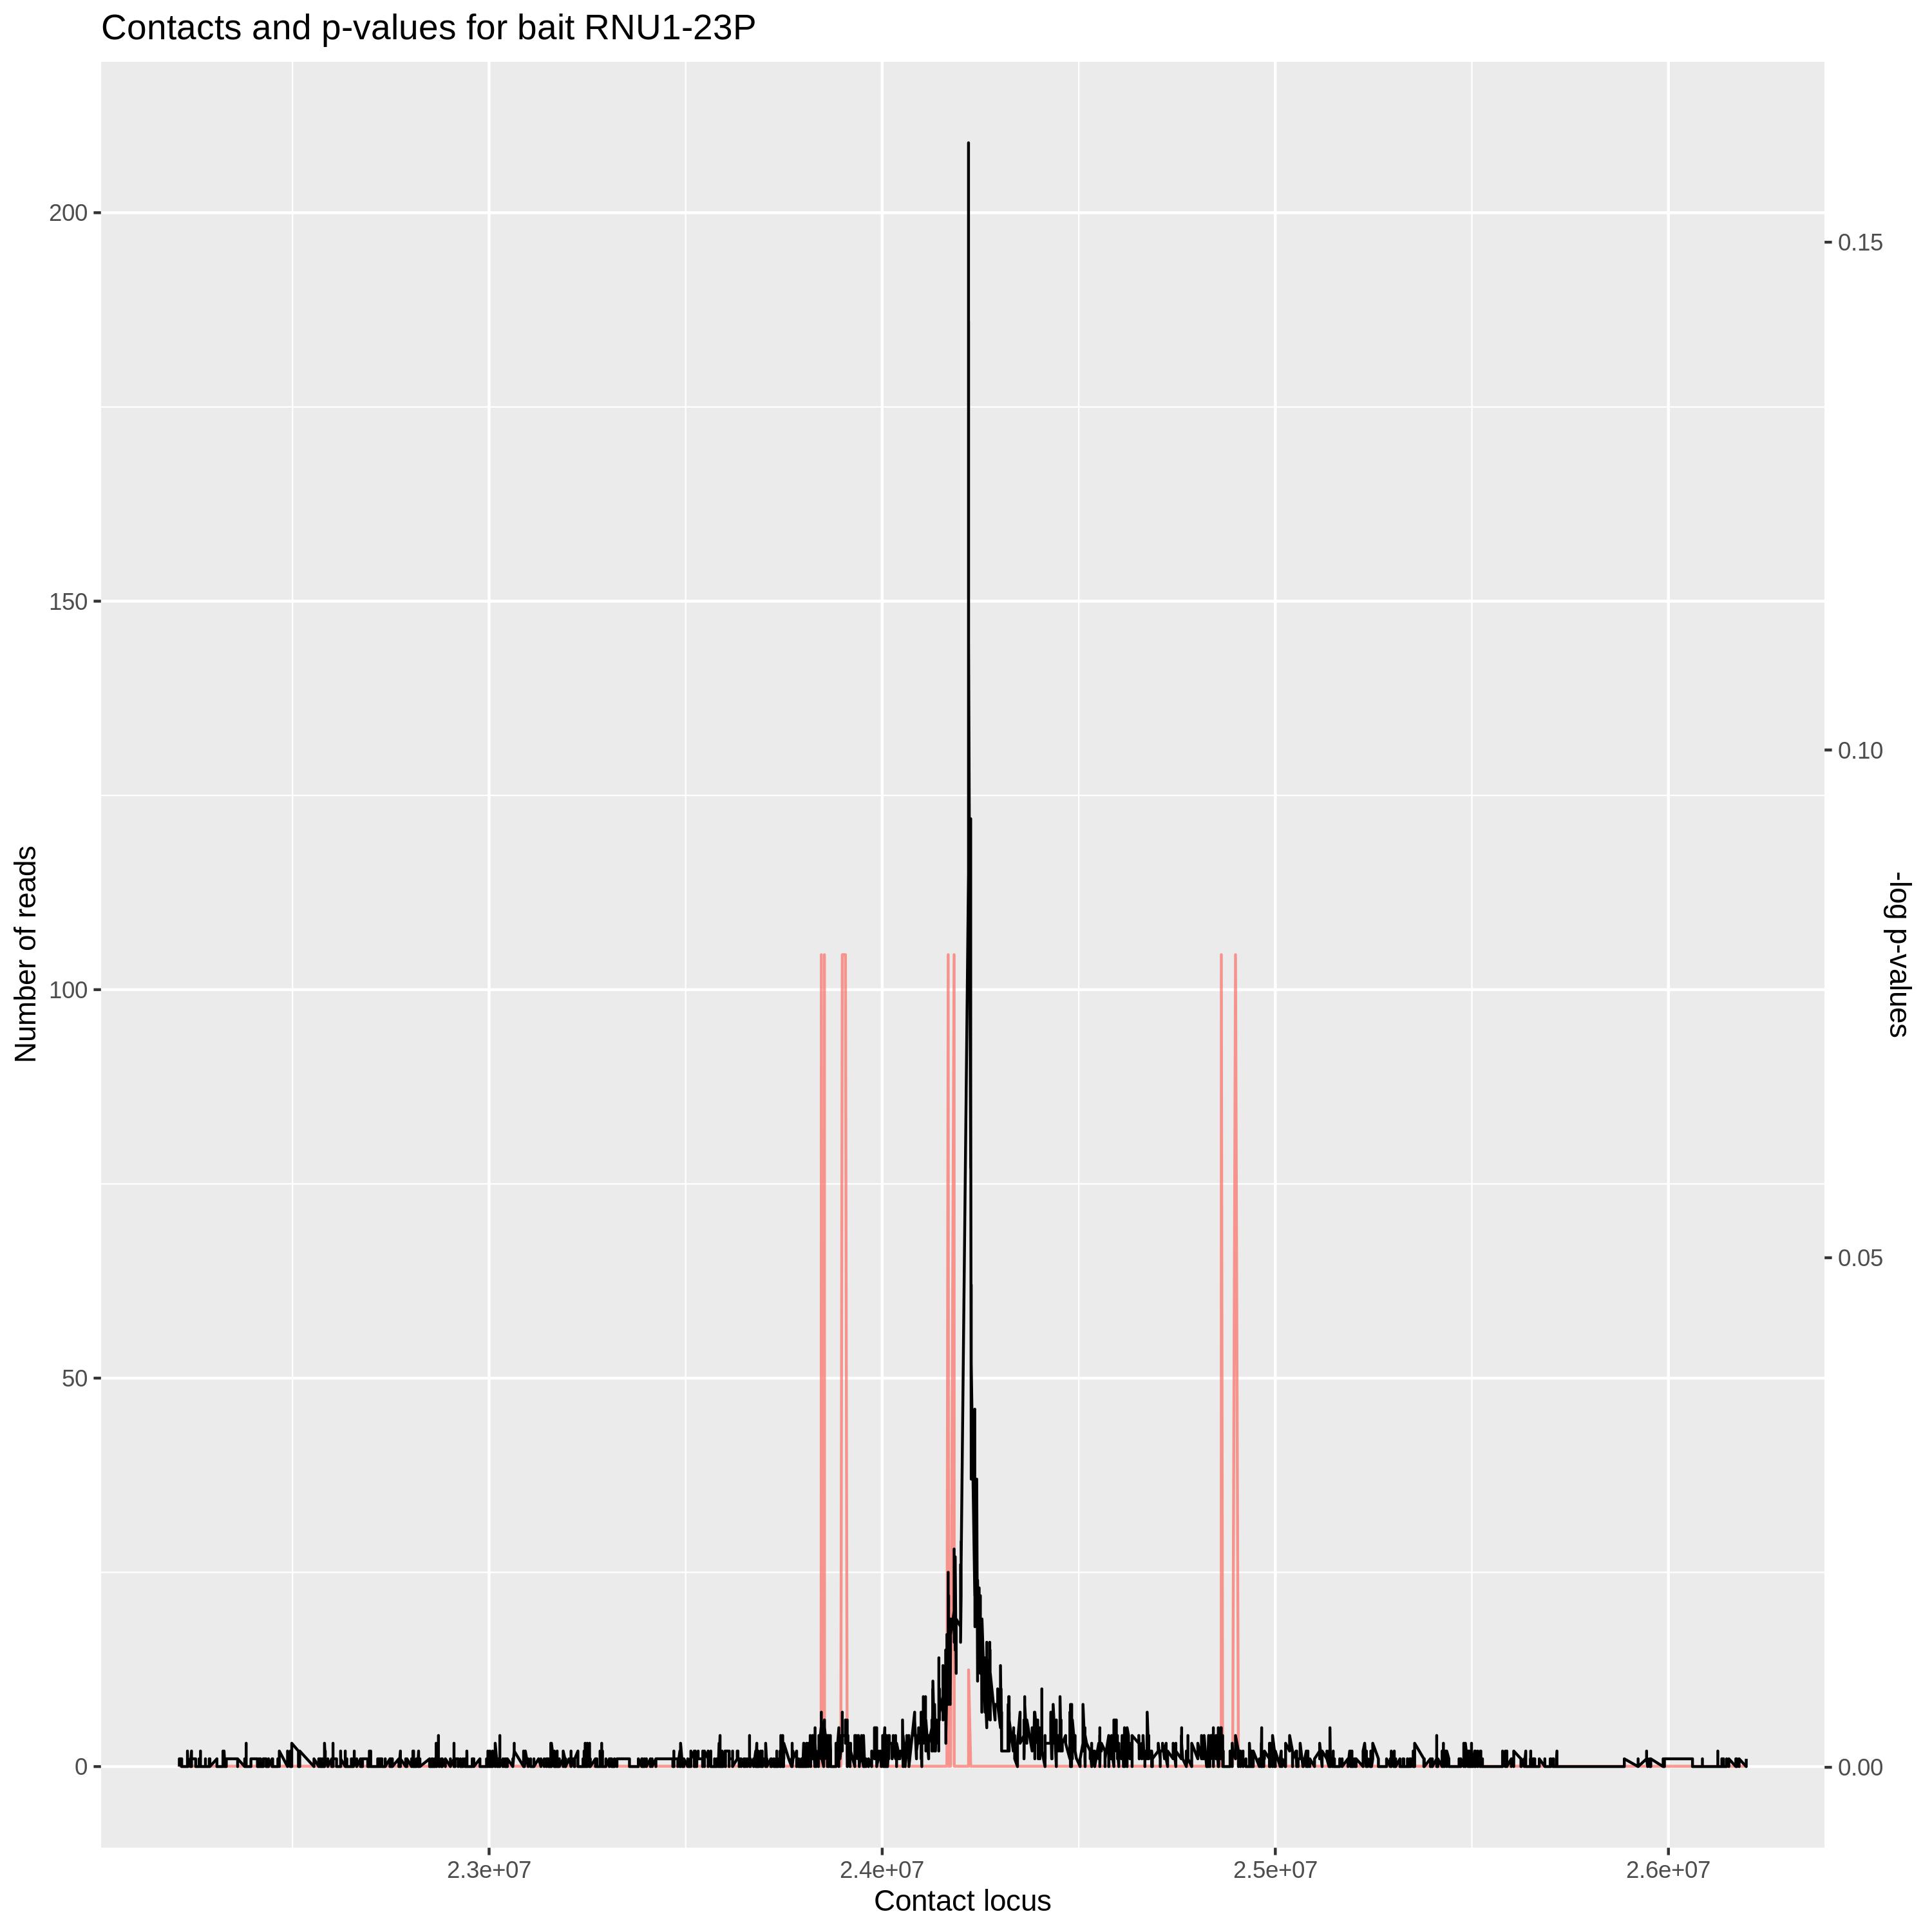 Contacts and p-values for bait RNU1-23P
200
150
100
50
0
0.15
0.10
0.05
0.00
Number of reads
-log p-values
2.3e+07
2.4e+07
2.5e+07
2.6e+07
Contact locus